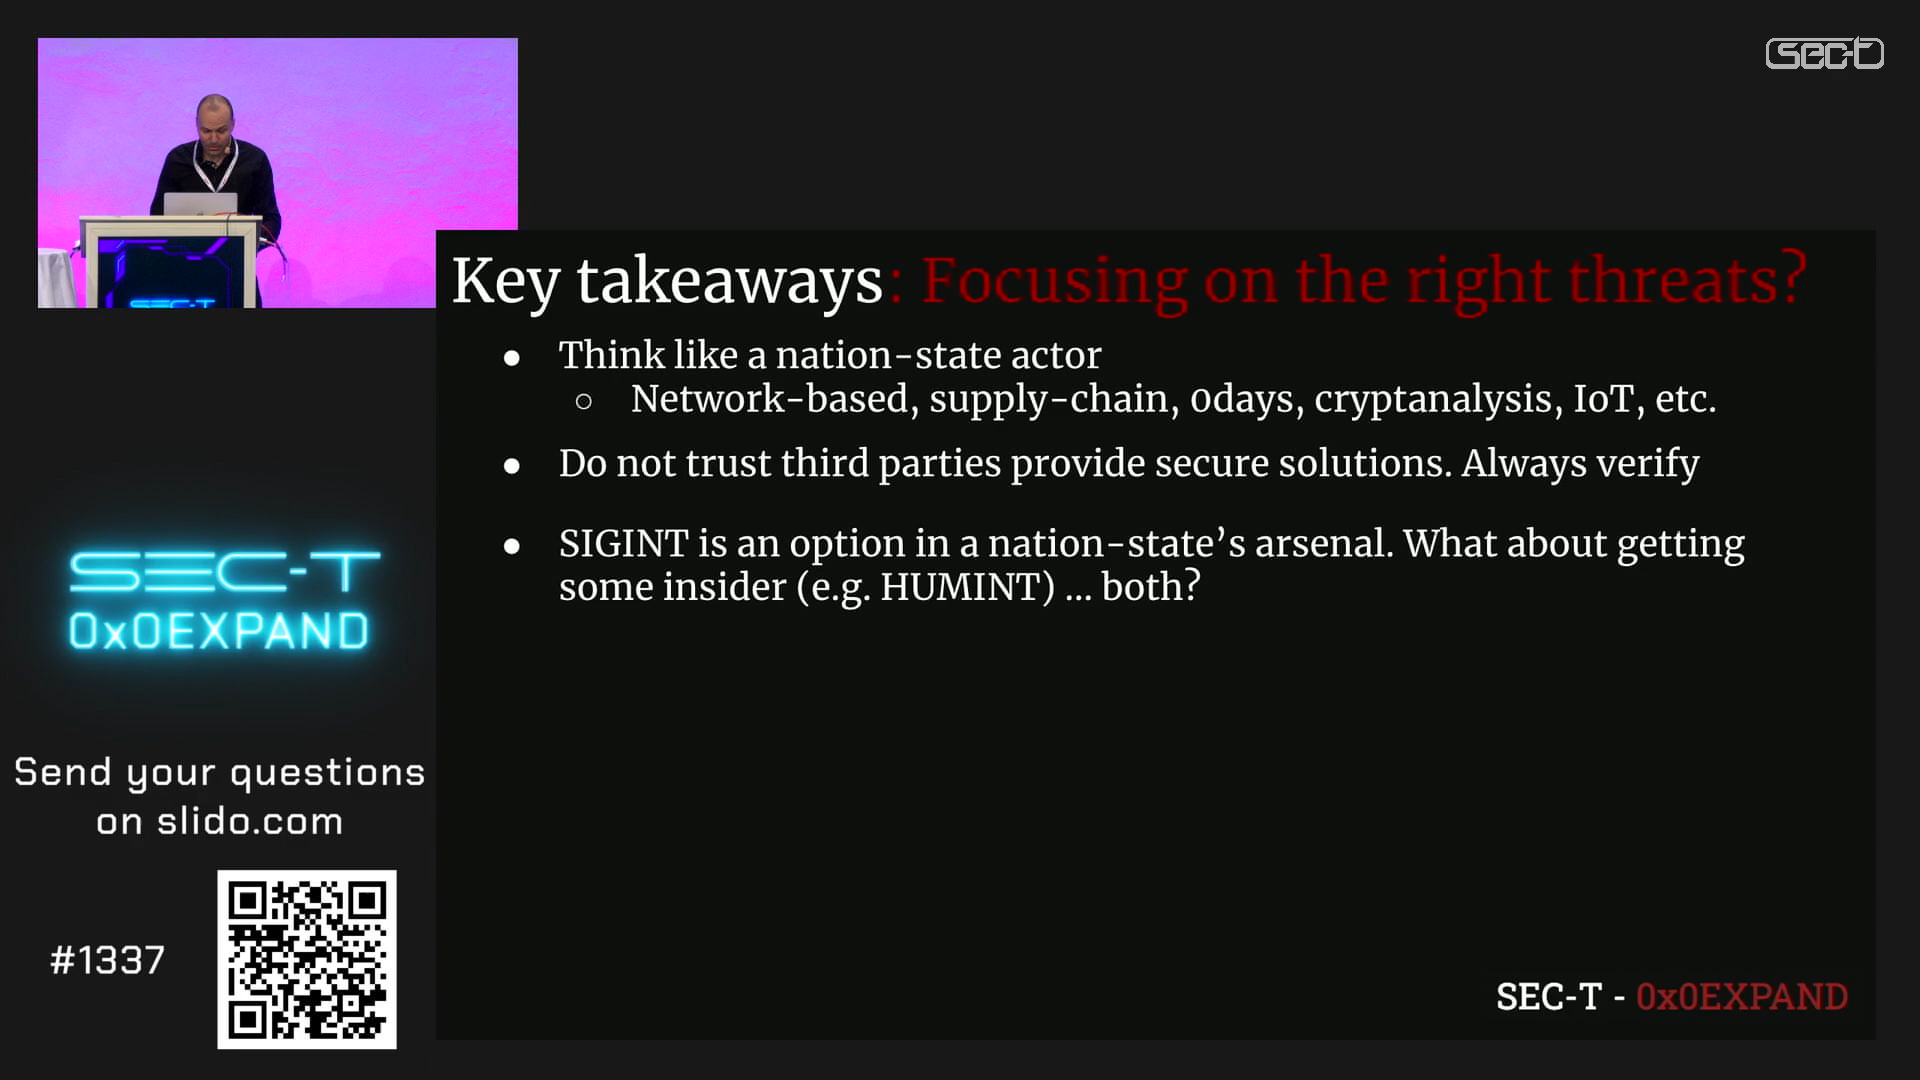 sec-t
SEC-T
Key takeaways: Focusing on the right threats?
● Think like a nation-state actor
○ Network-based, supply-chain, 0days, cryptanalysis, IoT, etc.
● Do not trust third parties provide secure solutions. Always verify
● SIGINT is an option in a nation-state’s arsenal. What about getting
some insider (e.g. HUMINT) ... both?
SEC-T
0x0EXPAND
Send your questions
on slido.com
#1337
SEC-T - 0x0EXPAND